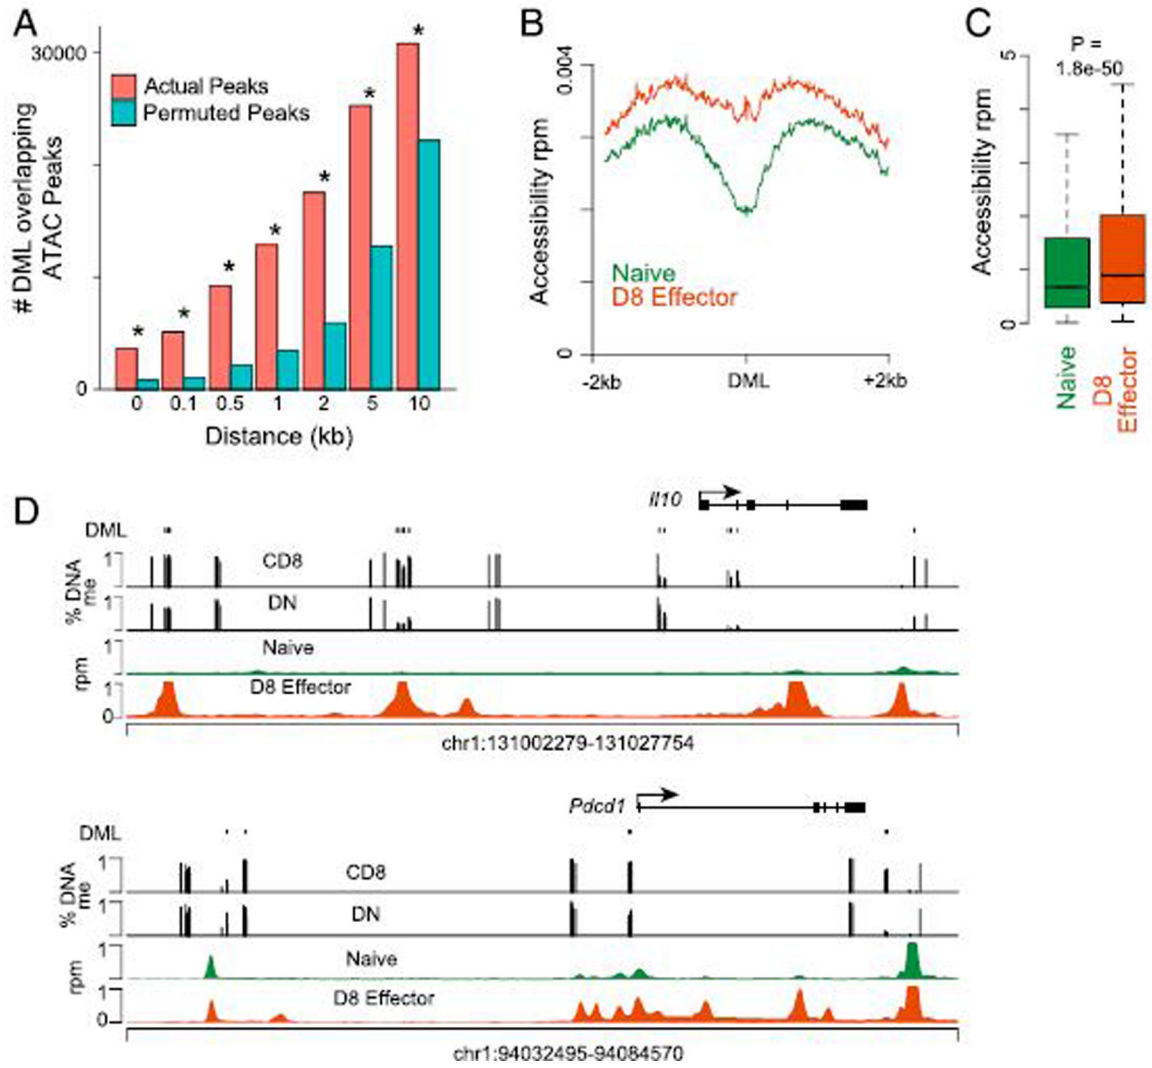 A
# DML overlapping
ATAC Peaks
30000
0
Actual Peaks
Permuted Peaks
* * * * * * *
0 0.1 0.5 1 2 5 10
Distance (kb)
B
Accessibility rpm
0.004
0
Naive
D8 Effector
-2kb DML +2kb
C
P =
1.8e-50
Accessibility rpm
5
0
Naive
D8
Effector
D
Il10
DML
% DNA
me
1
CD8
1
DN
rpm
1
Naive
1
D8 Effector
0
chr1:131002279-131027754
Pdcd1
DML
% DNA
me
1
CD8
1
DN
rpm
1
Naive
1
D8 Effector
0
chr1:94032495-94084570